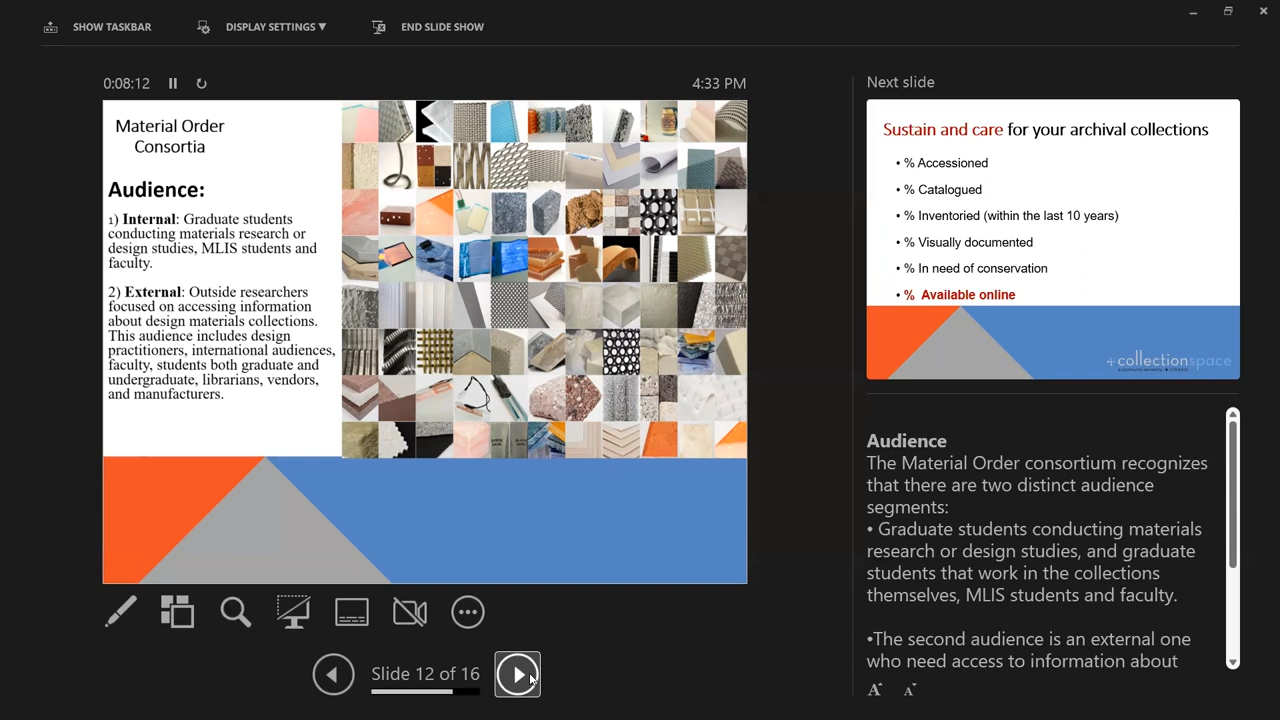 SHOW TASKBAR
DISPLAY SETTINGS ▼
END SLIDE SHOW
0:08:12
4:33 PM
Material Order
Consortia
Audience:
1) Internal: Graduate students
conducting materials research or
design studies, MLIS students and
faculty.
2) External: Outside researchers
focused on accessing information
about design materials collections.
This audience includes design
practitioners, international audiences,
faculty, students both graduate and
undergraduate, librarians, vendors,
and manufacturers.
Slide 12 of 16
Next slide
Sustain and care for your archival collections
• % Accessioned
• % Catalogued
• % Inventoried (within the last 10 years)
• % Visually documented
• % In need of conservation
• % Available online
collectionspace
Audience
The Material Order consortium recognizes
that there are two distinct audience
segments:
• Graduate students conducting materials
research or design studies, and graduate
students that work in the collections
themselves, MLIS students and faculty.
•The second audience is an external one
who need access to information about
A A